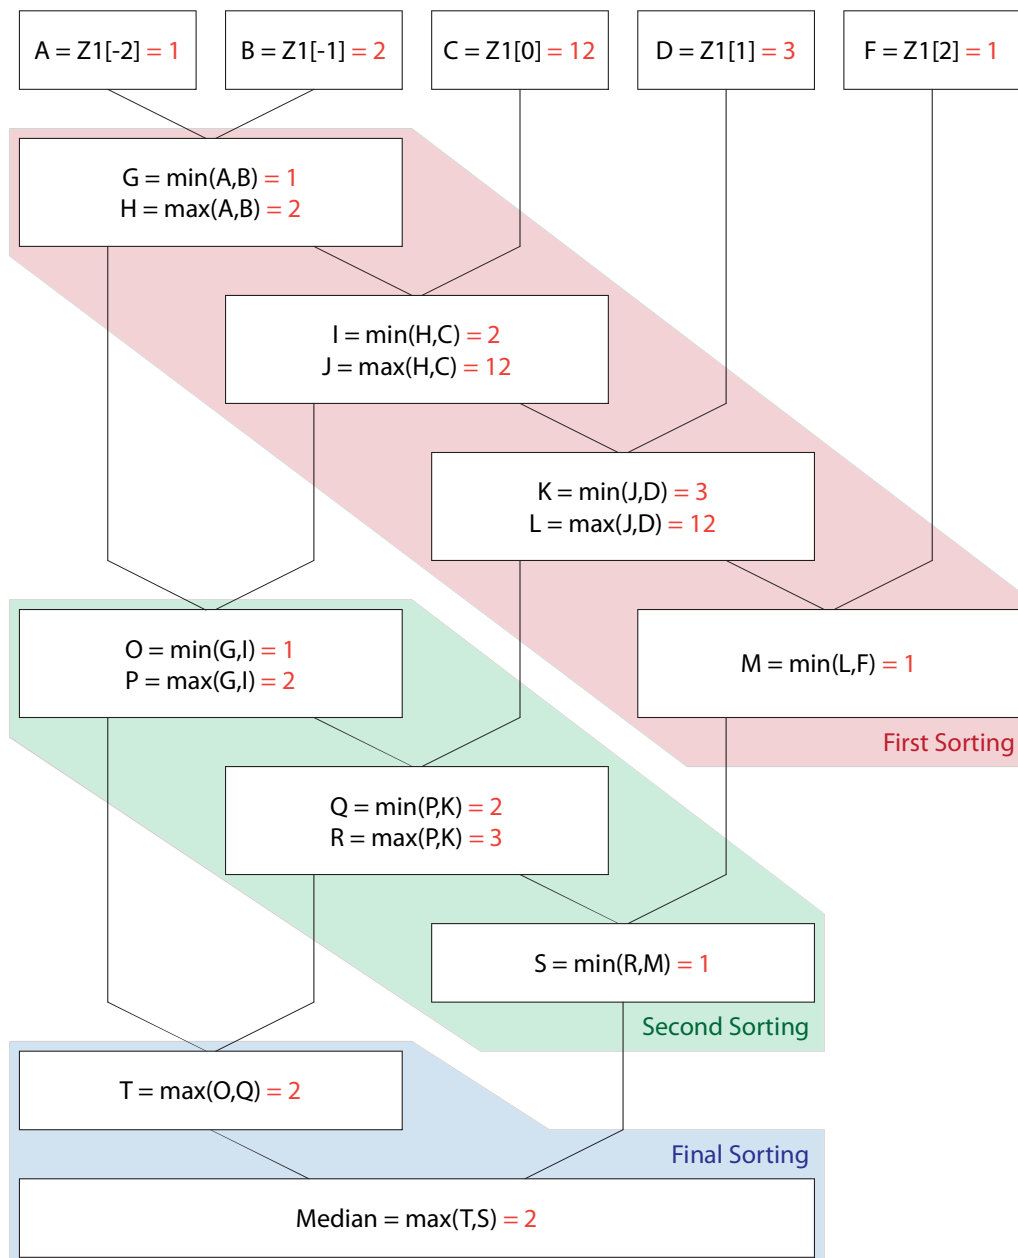 A = Z1[-2] = 1
B = Z1[-1] = 2
C = Z1[0] = 12
D = Z1[1] = 3
F = Z1[2] = 1
G = min(A,B) = 1
H = max(A,B) = 2
I = min(H,C) = 2
J = max(H,C) = 12
K = min(J,D) = 3
L = max(J,D) = 12
O = min(G,I) = 1
P = max(G,I) = 2
M = min(L,F) = 1
First Sorting
Q = min(P,K) = 2
R = max(P,K) = 3
S = min(R,M) = 1
Second Sorting
T = max(O,Q) = 2
Final Sorting
Median = max(T,S) = 2